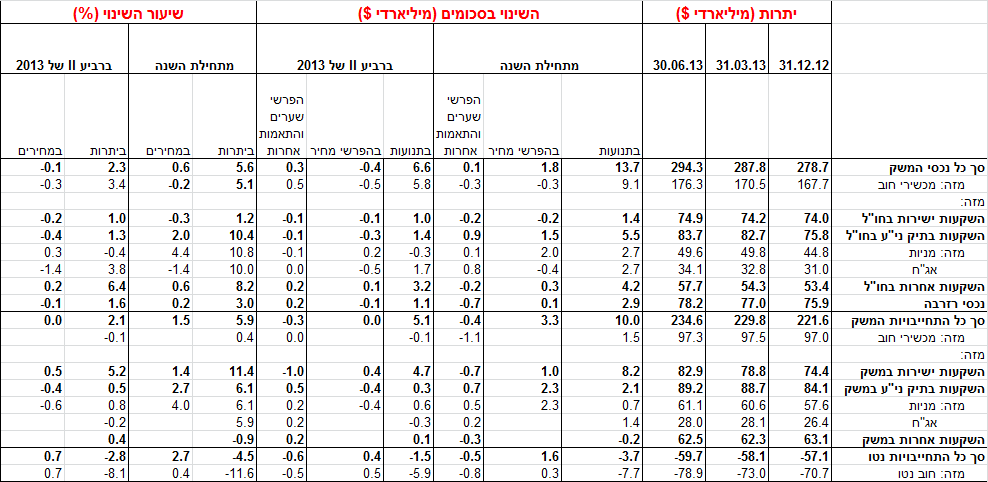 יתרות (מיליארדי $) השינוי בסכומים (מיליארדי $) שיעור השינוי (%)
31.12.12 31.03.13 30.06.13 מתחילת השנה ברביע II של 2013 מתחילת השנה ברביע II של 2013
בתנועות בהפרשי מחיר הפרשי שערים והתאמות אחרות בתנועות בהפרשי מחיר הפרשי שערים והתאמות אחרות ביתרות במחירים ביתרות במחירים
סך כל נכסי המשק 278.7 287.8 294.3 13.7 1.8 0.1 6.6 -0.4 0.3 5.6 0.6 2.3 -0.1
מזה: מכשירי חוב 167.7 170.5 176.3 9.1 -0.3 -0.3 5.8 -0.5 0.5 5.1 -0.2 3.4 -0.3
מזה:
השקעות ישירות בחו"ל 74.0 74.2 74.9 1.4 -0.2 -0.2 1.0 -0.1 -0.1 1.2 -0.3 1.0 -0.2
השקעות בתיק ני"ע בחו"ל 75.8 82.7 83.7 5.5 1.5 0.9 1.4 -0.3 -0.1 10.4 2.0 1.3 -0.4
מזה: מניות 44.8 49.8 49.6 2.7 2.0 0.1 -0.3 0.2 -0.1 10.8 4.4 -0.4 0.3
אג"ח 31.0 32.8 34.1 2.7 -0.4 0.8 1.7 -0.5 0.0 10.0 -1.4 3.8 -1.4
השקעות אחרות בחו"ל 53.4 54.3 57.7 4.2 0.3 -0.2 3.2 0.1 0.2 8.2 0.6 6.4 0.2
נכסי רזרבה 75.9 77.0 78.2 2.9 0.1 -0.7 1.1 -0.1 0.2 3.0 0.2 1.6 -0.1
סך כל התחייבויות המשק 221.6 229.8 234.6 10.0 3.3 -0.4 5.1 0.0 -0.3 5.9 1.5 2.1 0.0
מזה: מכשירי חוב 97.0 97.5 97.3 1.5 -1.1 -0.1 0.0 0.4 -0.1
מזה:
השקעות ישירות במשק 74.4 78.8 82.9 8.2 1.0 -0.7 4.7 0.4 -1.0 11.4 1.4 5.2 0.5
השקעות בתיק ני"ע במשק 84.1 88.7 89.2 2.1 2.3 0.7 0.3 -0.4 0.5 6.1 2.7 0.5 -0.4
מזה: מניות 57.6 60.6 61.1 0.7 2.3 0.5 0.6 -0.4 0.2 6.1 4.0 0.8 -0.6
אג"ח 26.4 28.1 28.0 1.4 0.2 -0.3 0.2 5.9 -0.2
השקעות אחרות במשק 63.1 62.3 62.5 -0.2 -0.3 0.1 0.2 -0.9 0.4
סך כל התחייבויות נטו -57.1 -58.1 -59.7 -3.7 1.6 -0.5 -1.5 0.4 -0.6 -4.5 2.7 -2.8 0.7
מזה: חוב נטו -70.7 -73.0 -78.9 -7.7 0.3 -0.8 -5.9 0.5 -0.5 -11.6 0.4 -8.1 0.7